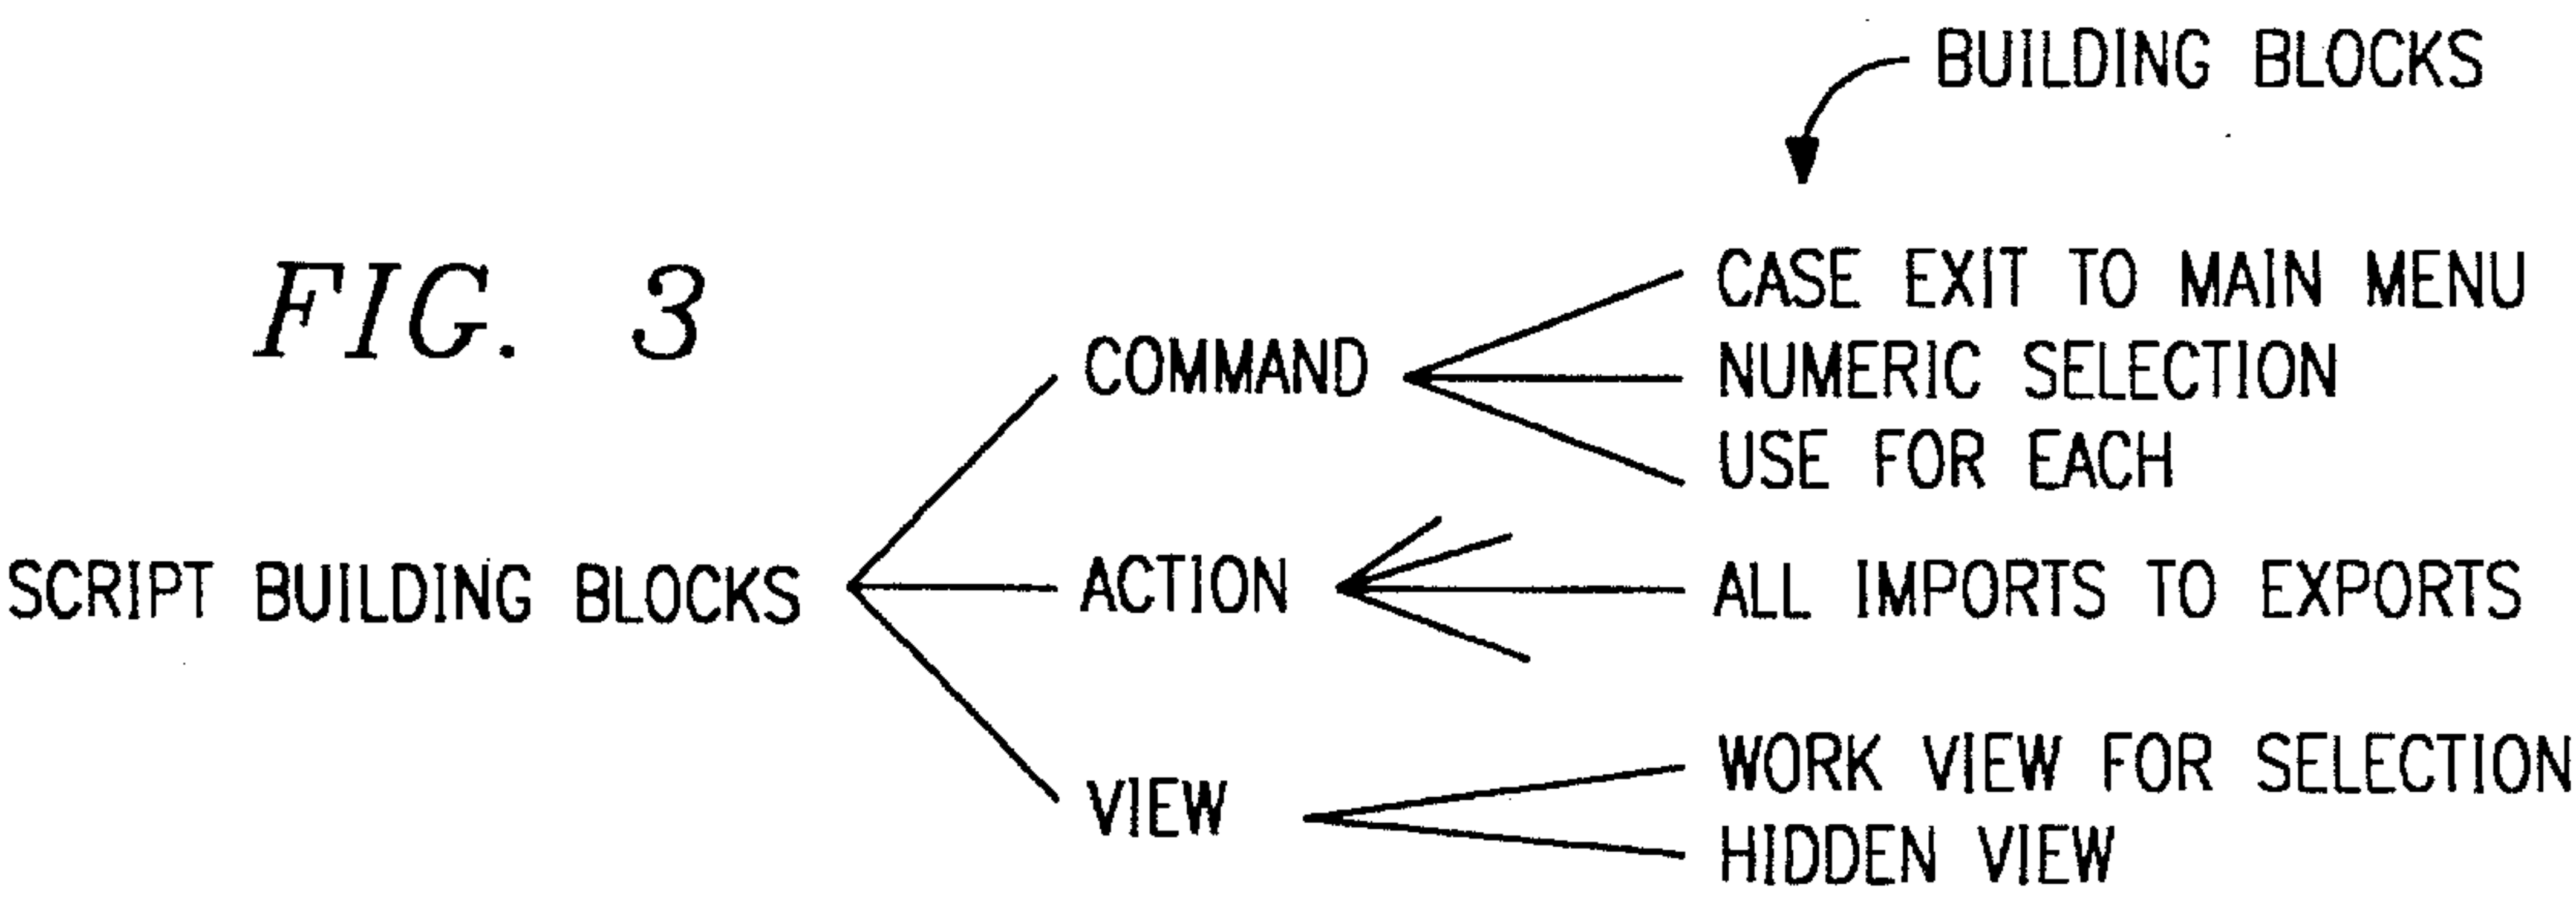 BUILDING BLOCKS
FIG. 3
CASE EXIT TO MAIN MENU
COMMAND
NUMERIC SELECTION
USE FOR EACH
SCRIPT BUILDING BLOCKS
ACTION
ALL IMPORTS TO EXPORTS
VIEW
WORK VIEW FOR SELECTION
HIDDEN VIEW